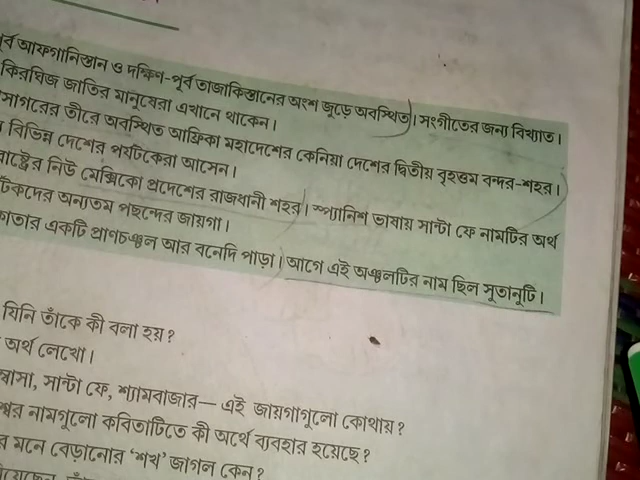 পূর্ব আফগানিস্তান ও দক্ষিণ-পূর্ব তাজাকিস্তানের অংশ জুড়ে অবস্থিত। সংগীতের জন্য বিখ্যাত।
কিরঘিজ জাতির মানুষেরা এখানে থাকেন।
সাগরের তীরে অবস্থিত আফ্রিকা মহাদেশের কেনিয়া দেশের দ্বিতীয় বৃহত্তম বন্দর-শহর।
বিভিন্ন দেশের পর্যটকেরা আসেন।
রাষ্ট্রের নিউ মেক্সিকো প্রদেশের রাজধানী শহর। স্প্যানিশ ভাষায় সান্টা ফে নামটির অর্থ
টকদের অন্যতম পছন্দের জায়গা।
কাতার একটি প্রাণচঞ্চল আর বনেদি পাড়া। আগে এই অঞ্চলটির নাম ছিল সুতানুটি।
যিনি তাঁকে কী বলা হয়?
অর্থ লেখো।
ম্বাসা, সান্টা ফে, শ্যামবাজার— এই জায়গাগুলো কোথায়?
শ্বর নামগুলো কবিতাটিতে কী অর্থে ব্যবহার হয়েছে?
র মনে বেড়ানোর ‘শখ’ জাগল কেন?